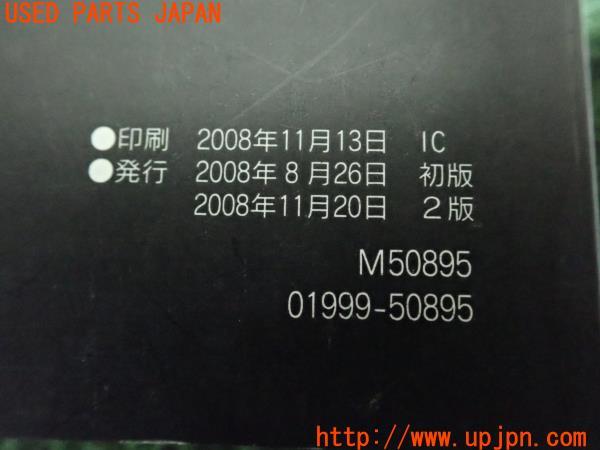 USED PARTS JAPAN
●印刷 2008年11月13日 IC
●発行 2008年 8月26日 初版
2008年11月20日 2版
M50895
01999-50895
http://www.upjpn.com/